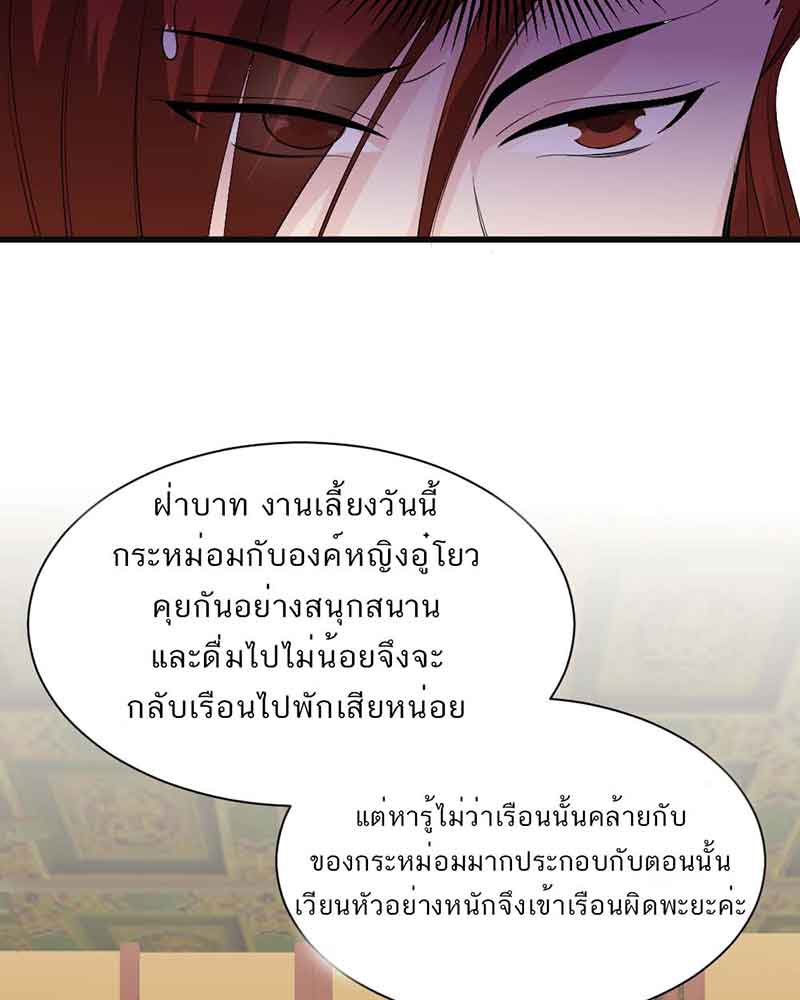 ฝ่าบาท งานเลี้ยงวันนี้
กระหม่อมกับองค์หญิงอู๋โยว
คุยกันอย่างสนุกสนาน
และดื่มไปไม่น้อยจึงจะ
กลับเรือนไปพักเสียหน่อย
แต่หารู้ไม่ว่าเรือนนั้นคล้ายกับ
ของกระหม่อมมากประกอบกับตอนนั้น
เวียนหัวอย่างหนักจึงเข้าเรือนผิดพะยะค่ะ